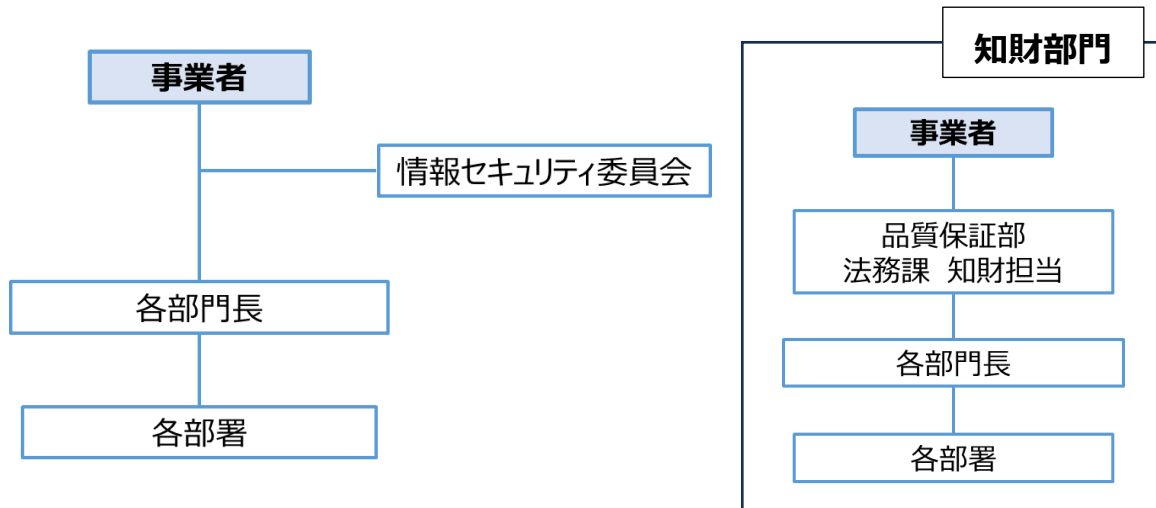 事業者
情報セキュリティ委員会
各部門長
各部署
知財部門
事業者
品質保証部
法務課 知財担当
各部門長
各部署